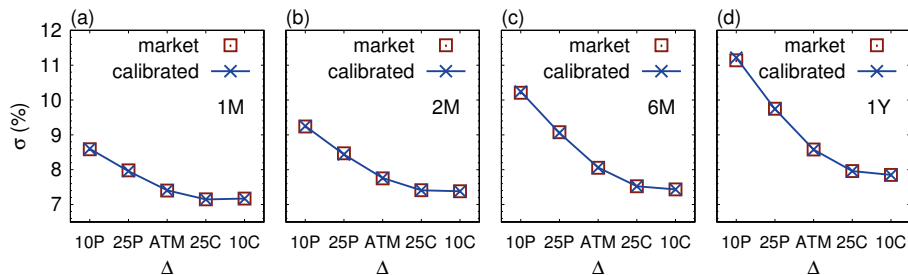 (a) (b) (c) (d)
12
11
10
9
8
7
σ (%)
market
calibrated
1M
market
calibrated
2M
market
calibrated
6M
market
calibrated
1Y
10P 25P ATM 25C 10C
10P 25P ATM 25C 10C
10P 25P ATM 25C 10C
10P 25P ATM 25C 10C
Δ Δ Δ Δ